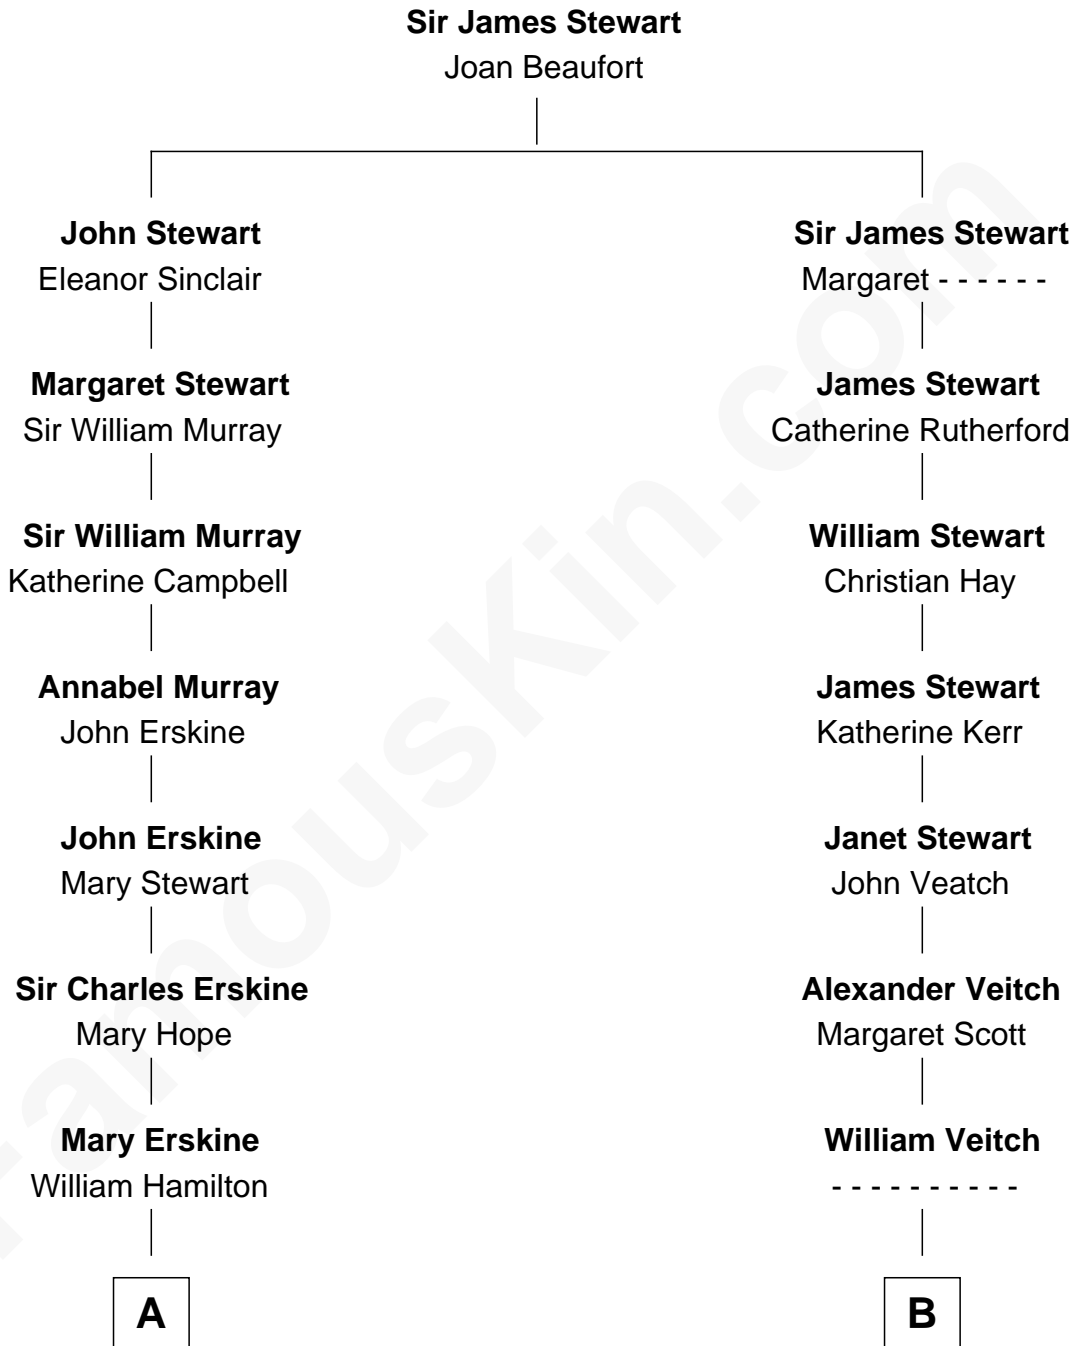 Sir James Stewart
Joan Beaufort
John Stewart
Eleanor Sinclair
Margaret Stewart
Sir William Murray
Sir William Murray
Katherine Campbell
Annabel Murray
John Erskine
John Erskine
Mary Stewart
Sir Charles Erskine
Mary Hope
Mary Erskine
William Hamilton
A
Sir James Stewart
Margaret - - - - - -
James Stewart
Catherine Rutherford
William Stewart
Christian Hay
James Stewart
Katherine Kerr
Janet Stewart
John Veatch
Alexander Veitch
Margaret Scott
William Veitch
- - - - - - - - - -
B
FamousKin.com